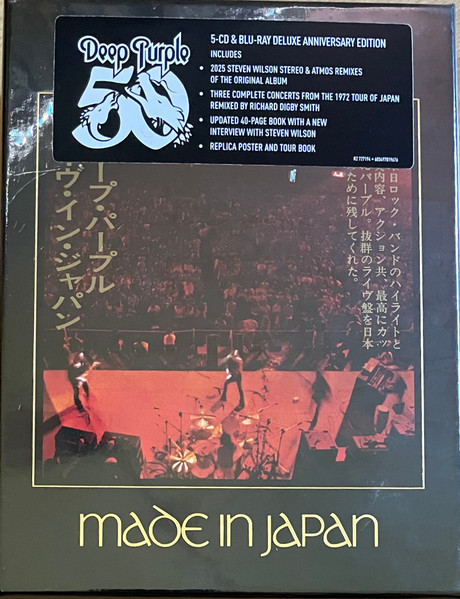 Deep Purple
50
5-CD & BLU-RAY DELUXE ANNIVERSARY EDITION
INCLUDES
• 2025 STEVEN WILSON STEREO & ATMOS REMIXES
OF THE ORIGINAL ALBUM
• THREE COMPLETE CONCERTS FROM THE 1972 TOUR OF JAPAN
REMIXED BY RICHARD DIGBY SMITH
• UPDATED 40-PAGE BOOK WITH A NEW
INTERVIEW WITH STEVEN WILSON
• REPLICA POSTER AND TOUR BOOK
R2 727194 • 603497819676
日ロック・バンドのハイライトと
内容、アクション共、最高にカッ
パープル。抜群のライヴ盤を日本
ために残してくれた。
ープ・パープル
ヴ・イン・ジャパン
MADE IN JAPAN